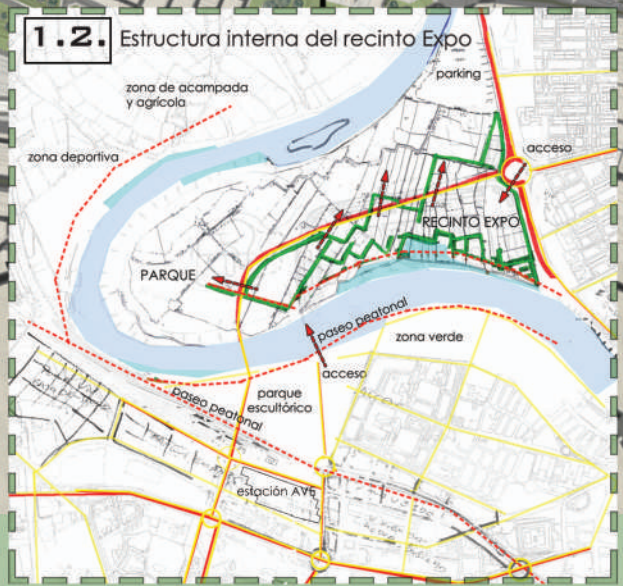 1.2. Estructura interna del recinto Expo
parking
zona de acampada
y agrícola
zona deportiva
acceso
RECINTO EXPO
PARQUE
paseo peatonal
zona verde
acceso
parque
escultórico
paseo peatonal
estación AVE